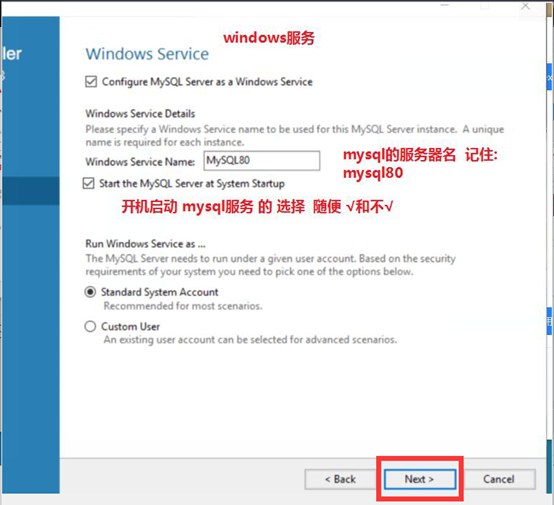 ler
windows服务
Windows Service
Configure MySQL Server as a Windows Service
Windows Service Details
Please specify a Windows Service name to be used for this MySQL Server instance. A unique
name is required for each instance.
Windows Service Name: MySQL80
mysql的服务器名 记住:
mysql80
Start the MySQL Server at System Startup
开机启动 mysql服务 的 选择 随便 √和不√
Run Windows Service as ...
The MySQL Server needs to run under a given user account. Based on the security
requirements of your system you need to pick one of the options below.
Standard System Account
Recommended for most scenarios.
Custom User
An existing user account can be selected for advanced scenarios.
< Back
Next >
Cancel